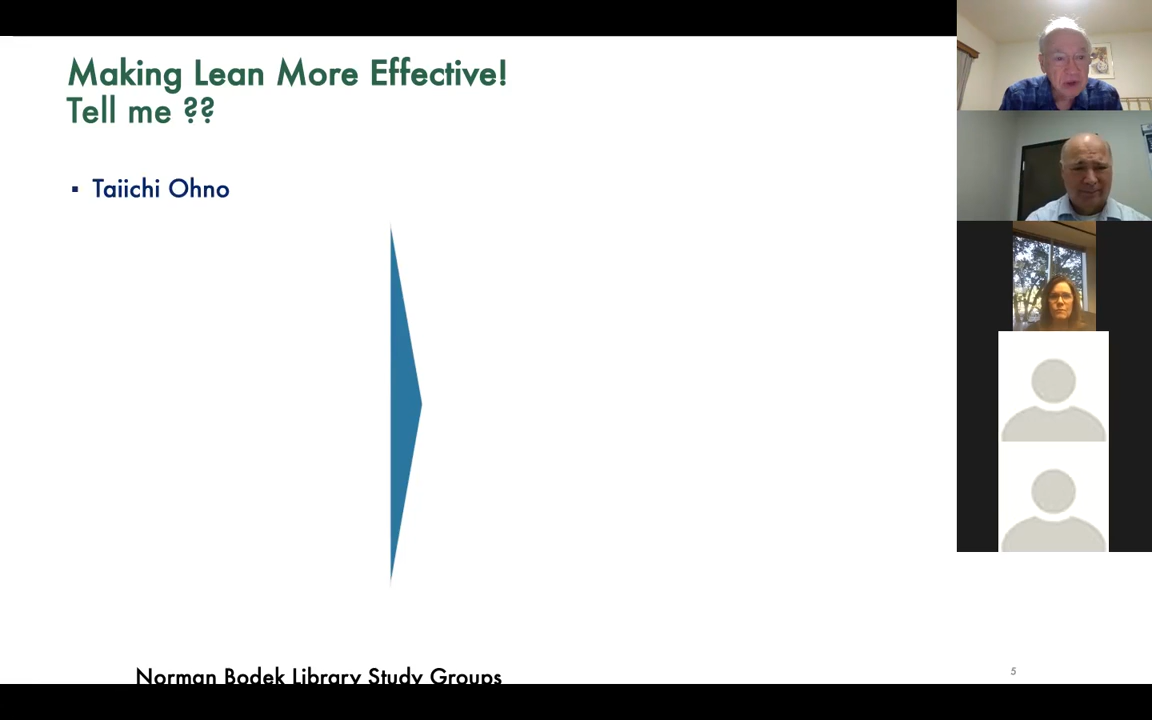 Making Lean More Effective!
Tell me ??
▪ Taiichi Ohno
Norman Bodek Library Study Groups
5